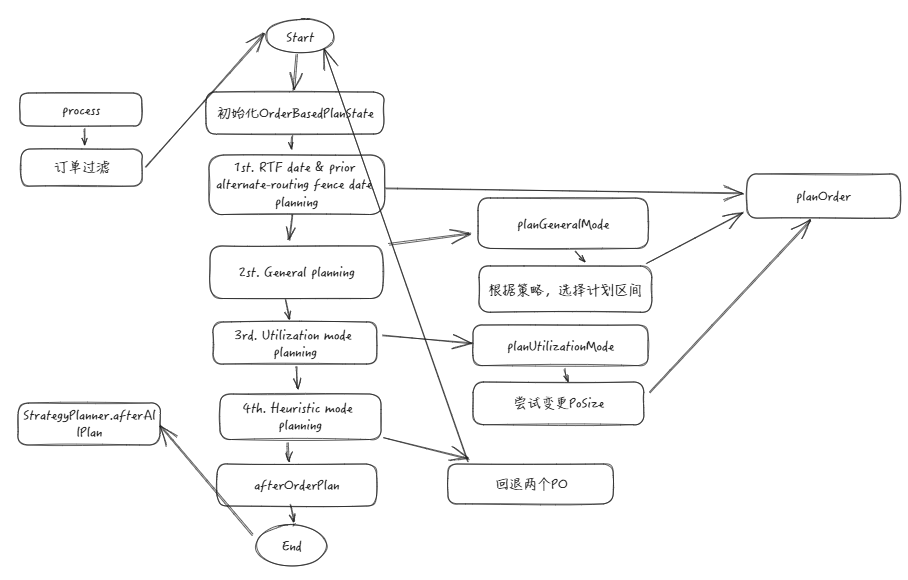 Start
process
初始化OrderBasedPlanState
订单过滤
1st. RTF date & prior
alternate-routing fence date
planning
planOrder
planGeneralMode
2st. General planning
根据策略，选择计划区间
3rd. Utilization mode
planning
planUtilizationMode
尝试变更PoSize
StrategyPlanner.afterAl
lPlan
4th. Heuristic mode
planning
afterOrderPlan
回退两个PO
End